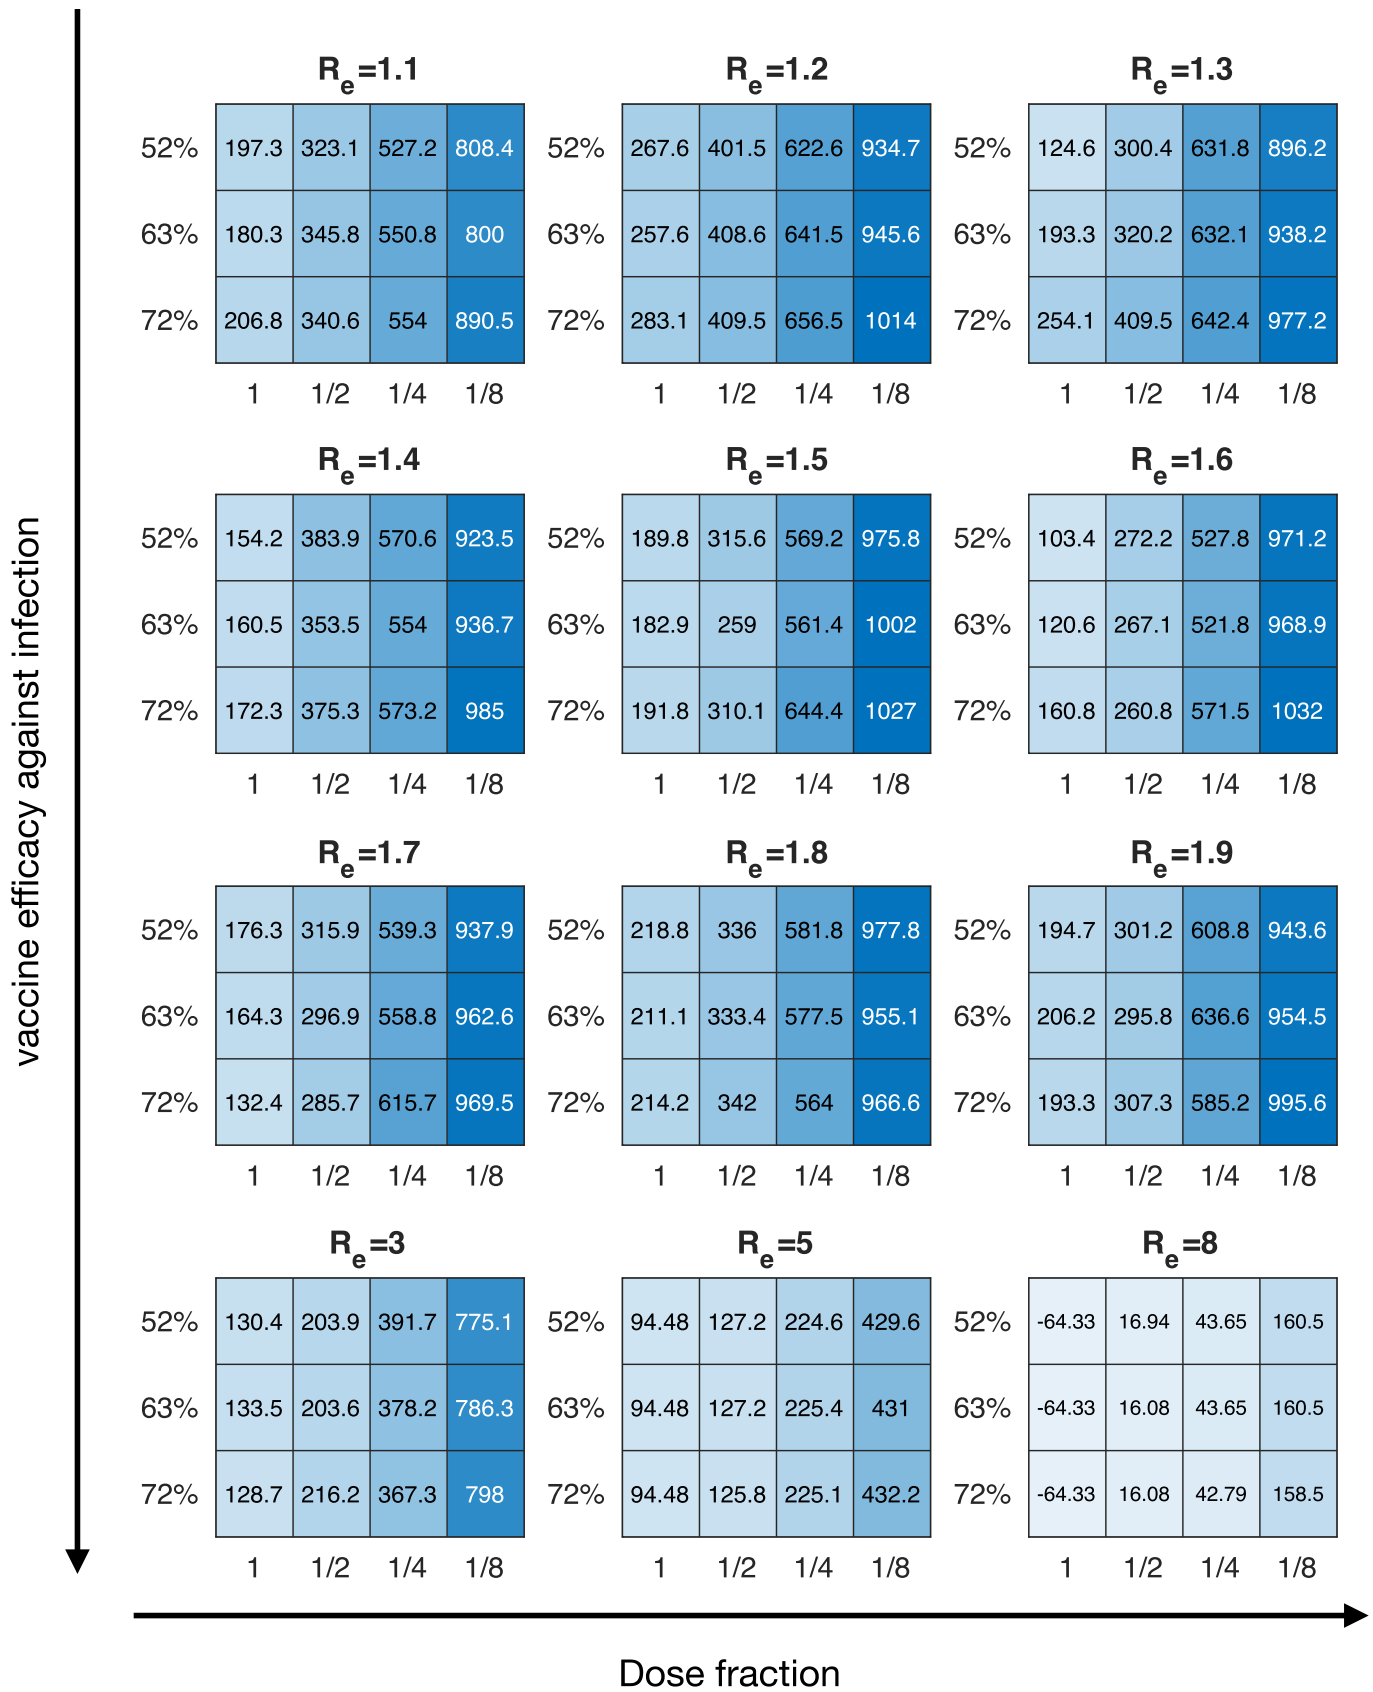 R_e=1.1 R_e=1.2 R_e=1.3
52% 197.3 323.1 527.2 808.4 52% 267.6 401.5 622.6 934.7 52% 124.6 300.4 631.8 896.2
63% 180.3 345.8 550.8 800 63% 257.6 408.6 641.5 945.6 63% 193.3 320.2 632.1 938.2
72% 206.8 340.6 554 890.5 72% 283.1 409.5 656.5 1014 72% 254.1 409.5 642.4 977.2
1 1/2 1/4 1/8 1 1/2 1/4 1/8 1 1/2 1/4 1/8
R_e=1.4 R_e=1.5 R_e=1.6
52% 154.2 383.9 570.6 923.5 52% 189.8 315.6 569.2 975.8 52% 103.4 272.2 527.8 971.2
63% 160.5 353.5 554 936.7 63% 182.9 259 561.4 1002 63% 120.6 267.1 521.8 968.9
72% 172.3 375.3 573.2 985 72% 191.8 310.1 644.4 1027 72% 160.8 260.8 571.5 1032
1 1/2 1/4 1/8 1 1/2 1/4 1/8 1 1/2 1/4 1/8
R_e=1.7 R_e=1.8 R_e=1.9
52% 176.3 315.9 539.3 937.9 52% 218.8 336 581.8 977.8 52% 194.7 301.2 608.8 943.6
63% 164.3 296.9 558.8 962.6 63% 211.1 333.4 577.5 955.1 63% 206.2 295.8 636.6 954.5
72% 132.4 285.7 615.7 969.5 72% 214.2 342 564 966.6 72% 193.3 307.3 585.2 995.6
1 1/2 1/4 1/8 1 1/2 1/4 1/8 1 1/2 1/4 1/8
R_e=3 R_e=5 R_e=8
52% 130.4 203.9 391.7 775.1 52% 94.48 127.2 224.6 429.6 52% -64.33 16.94 43.65 160.5
63% 133.5 203.6 378.2 786.3 63% 94.48 127.2 225.4 431 63% -64.33 16.08 43.65 160.5
72% 128.7 216.2 367.3 798 72% 94.48 125.8 225.1 432.2 72% -64.33 16.08 42.79 158.5
1 1/2 1/4 1/8 1 1/2 1/4 1/8 1 1/2 1/4 1/8
vaccine efficacy against infection
Dose fraction